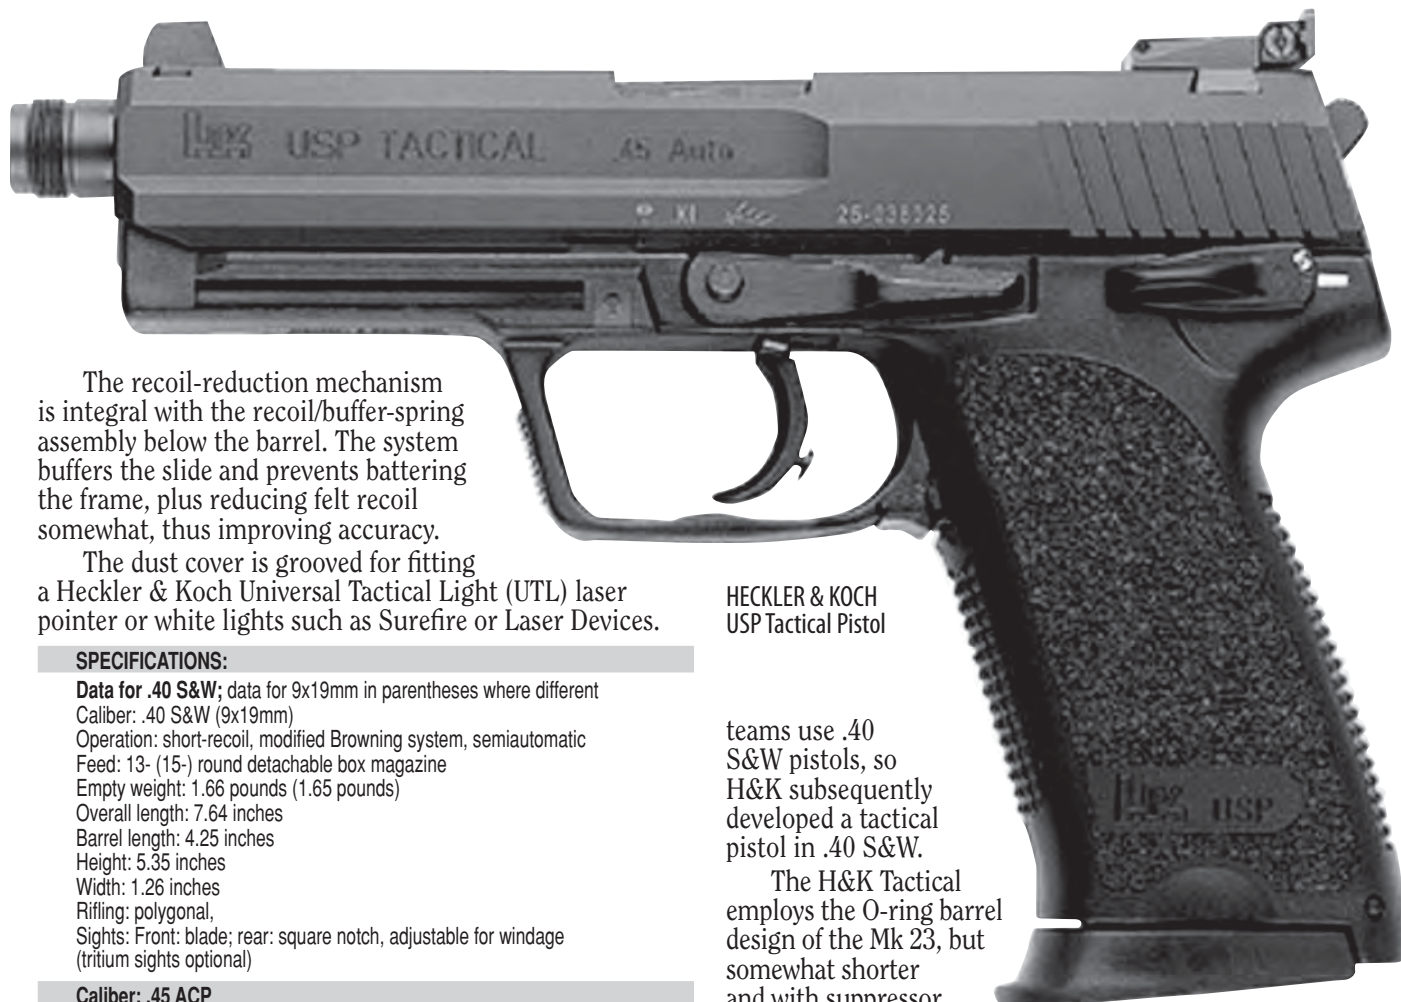 USP TACTICAL .45 Auto
The recoil-reduction mechanism
is integral with the recoil/buffer-spring
assembly below the barrel. The system
buffers the slide and prevents battering
the frame, plus reducing felt recoil
somewhat, thus improving accuracy.
The dust cover is grooved for fitting
a Heckler & Koch Universal Tactical Light (UTL) laser
pointer or white lights such as Surefire or Laser Devices.
SPECIFICATIONS:
Data for .40 S&W; data for 9x19mm in parentheses where different
Caliber: .40 S&W (9x19mm)
Operation: short-recoil, modified Browning system, semiautomatic
Feed: 13- (15-) round detachable box magazine
Empty weight: 1.66 pounds (1.65 pounds)
Overall length: 7.64 inches
Barrel length: 4.25 inches
Height: 5.35 inches
Width: 1.26 inches
Rifling: polygonal,
Sights: Front: blade; rear: square notch, adjustable for windage
(tritium sights optional)
Caliber: .45 ACP
HECKLER & KOCH
USP Tactical Pistol
teams use .40
S&W pistols, so
H&K subsequently
developed a tactical
pistol in .40 S&W.
The H&K Tactical
employs the O-ring barrel
design of the Mk 23, but
somewhat shorter
and with suppressor
HK USP